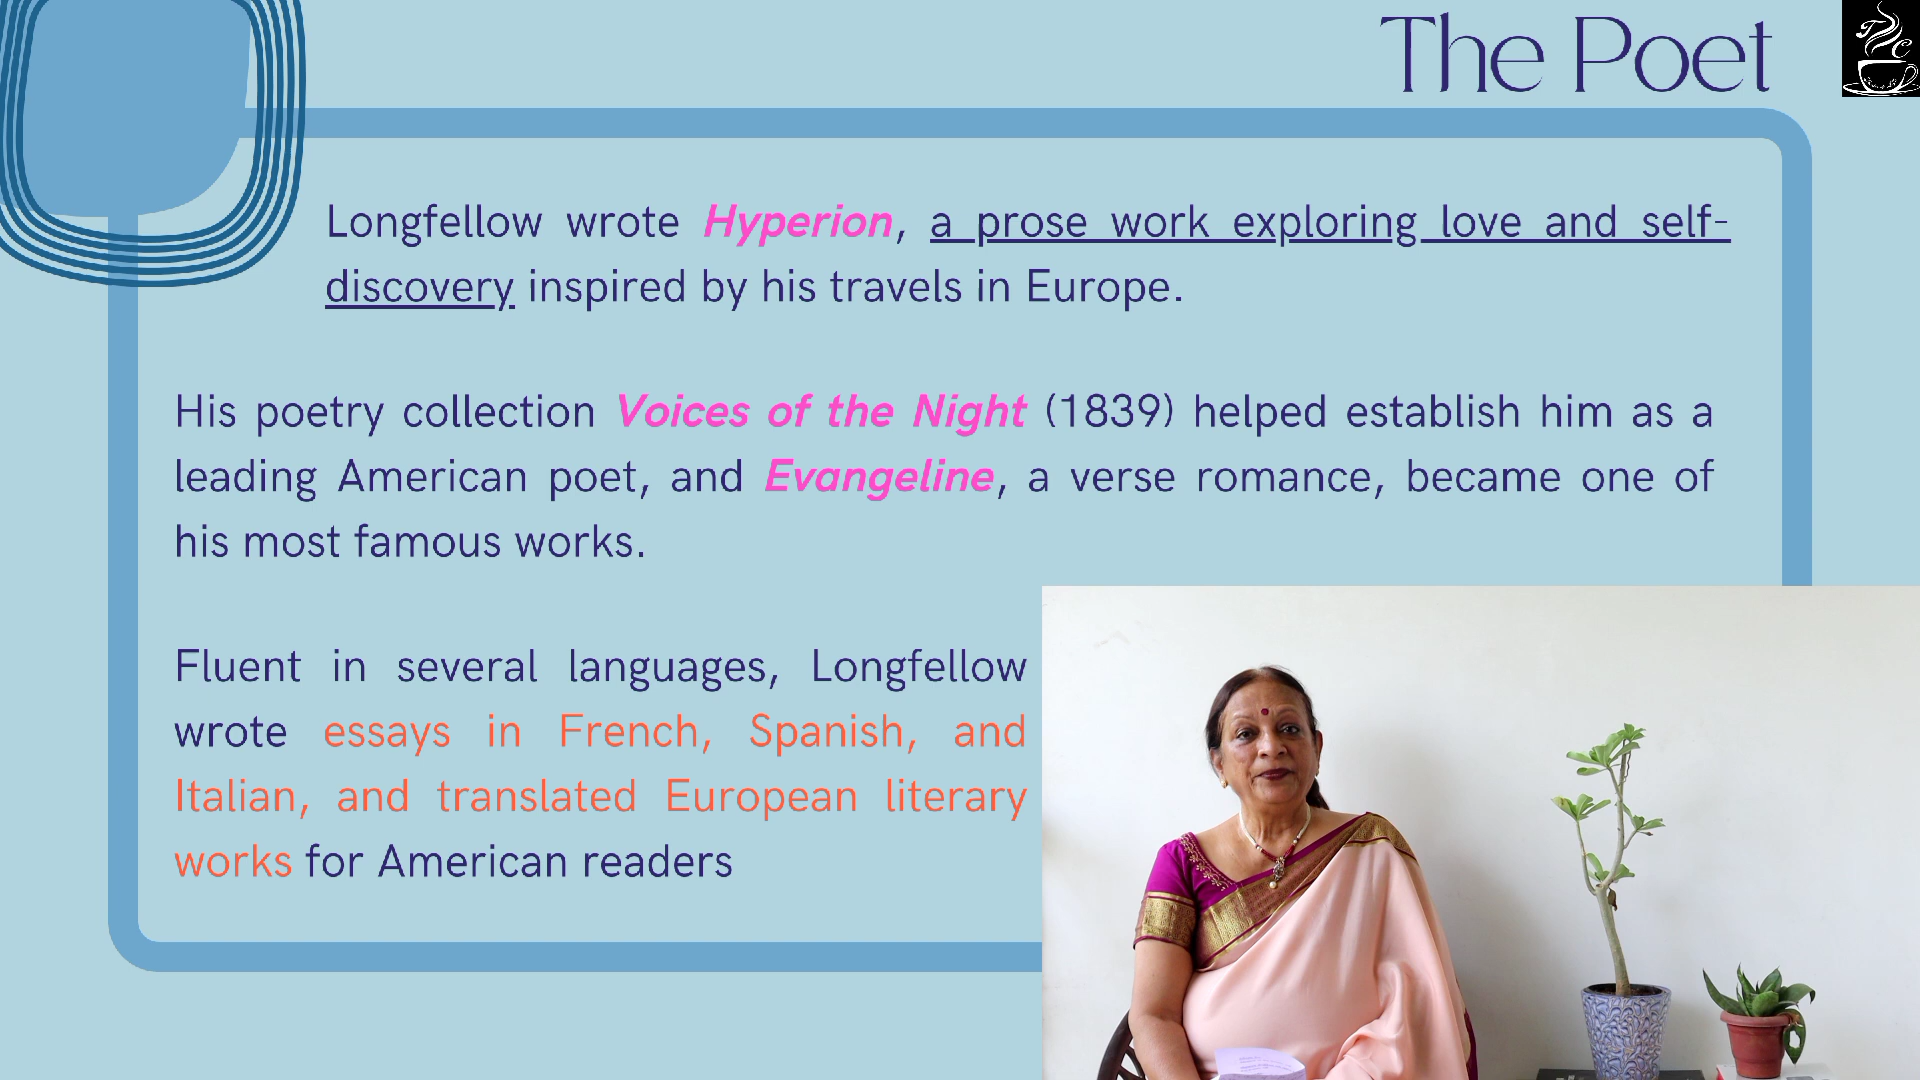 The Poet
TC
Longfellow wrote Hyperion, a prose work exploring love and self-
discovery inspired by his travels in Europe.
His poetry collection Voices of the Night (1839) helped establish him as a
leading American poet, and Evangeline, a verse romance, became one of
his most famous works.
Fluent in several languages, Longfellow
wrote essays in French, Spanish, and
Italian, and translated European literary
works for American readers